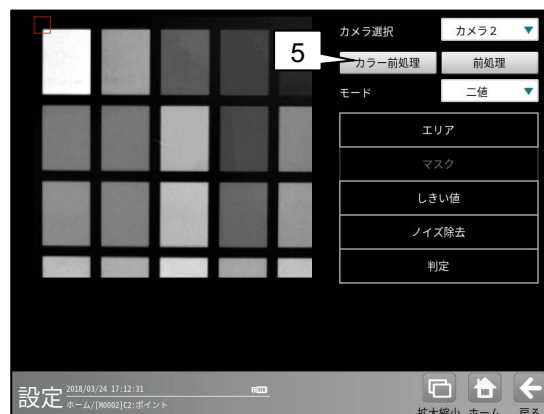 カメラ選択 カメラ2
5
カラー前処理 前処理
モード 二値
エリア
マスク
しきい値
ノイズ除去
判定
設定
2018/03/24 17:12:31
ホーム/[M0002]C2:ポイント
拡大縮小 ホーム 戻る